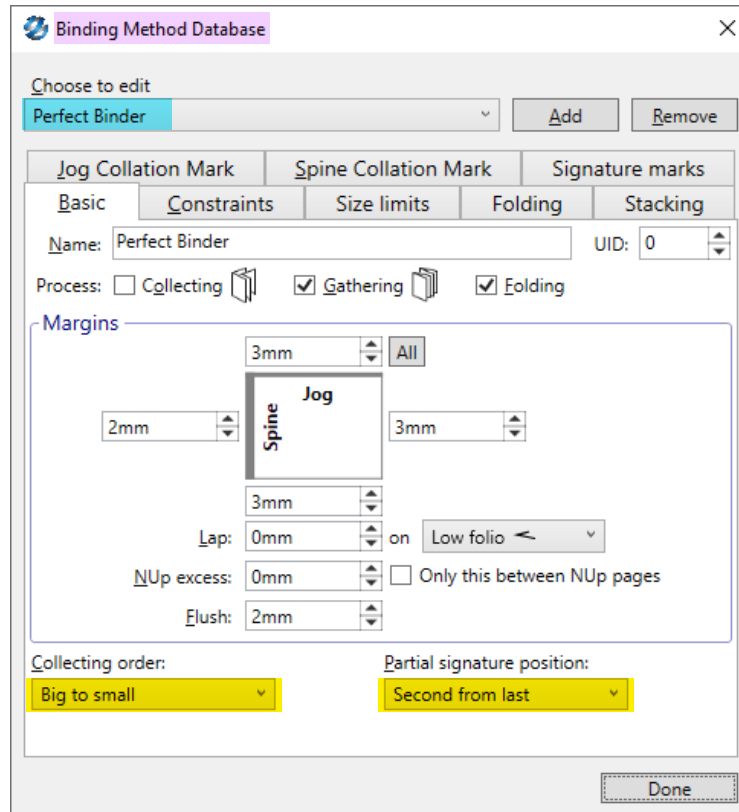 Binding Method Database
Choose to edit
Perfect Binder Add Remove
Jog Collation Mark Spine Collation Mark Signature marks
Basic Constraints Size limits Folding Stacking
Name: Perfect Binder UID: 0
Process: Collecting Gathering Folding
Margins
3mm All
Jog
2mm Spine 3mm
3mm
Lap: 0mm on Low folio
NUp excess: 0mm Only this between NUp pages
Flush: 2mm
Collecting order: Partial signature position:
Big to small Second from last
Done